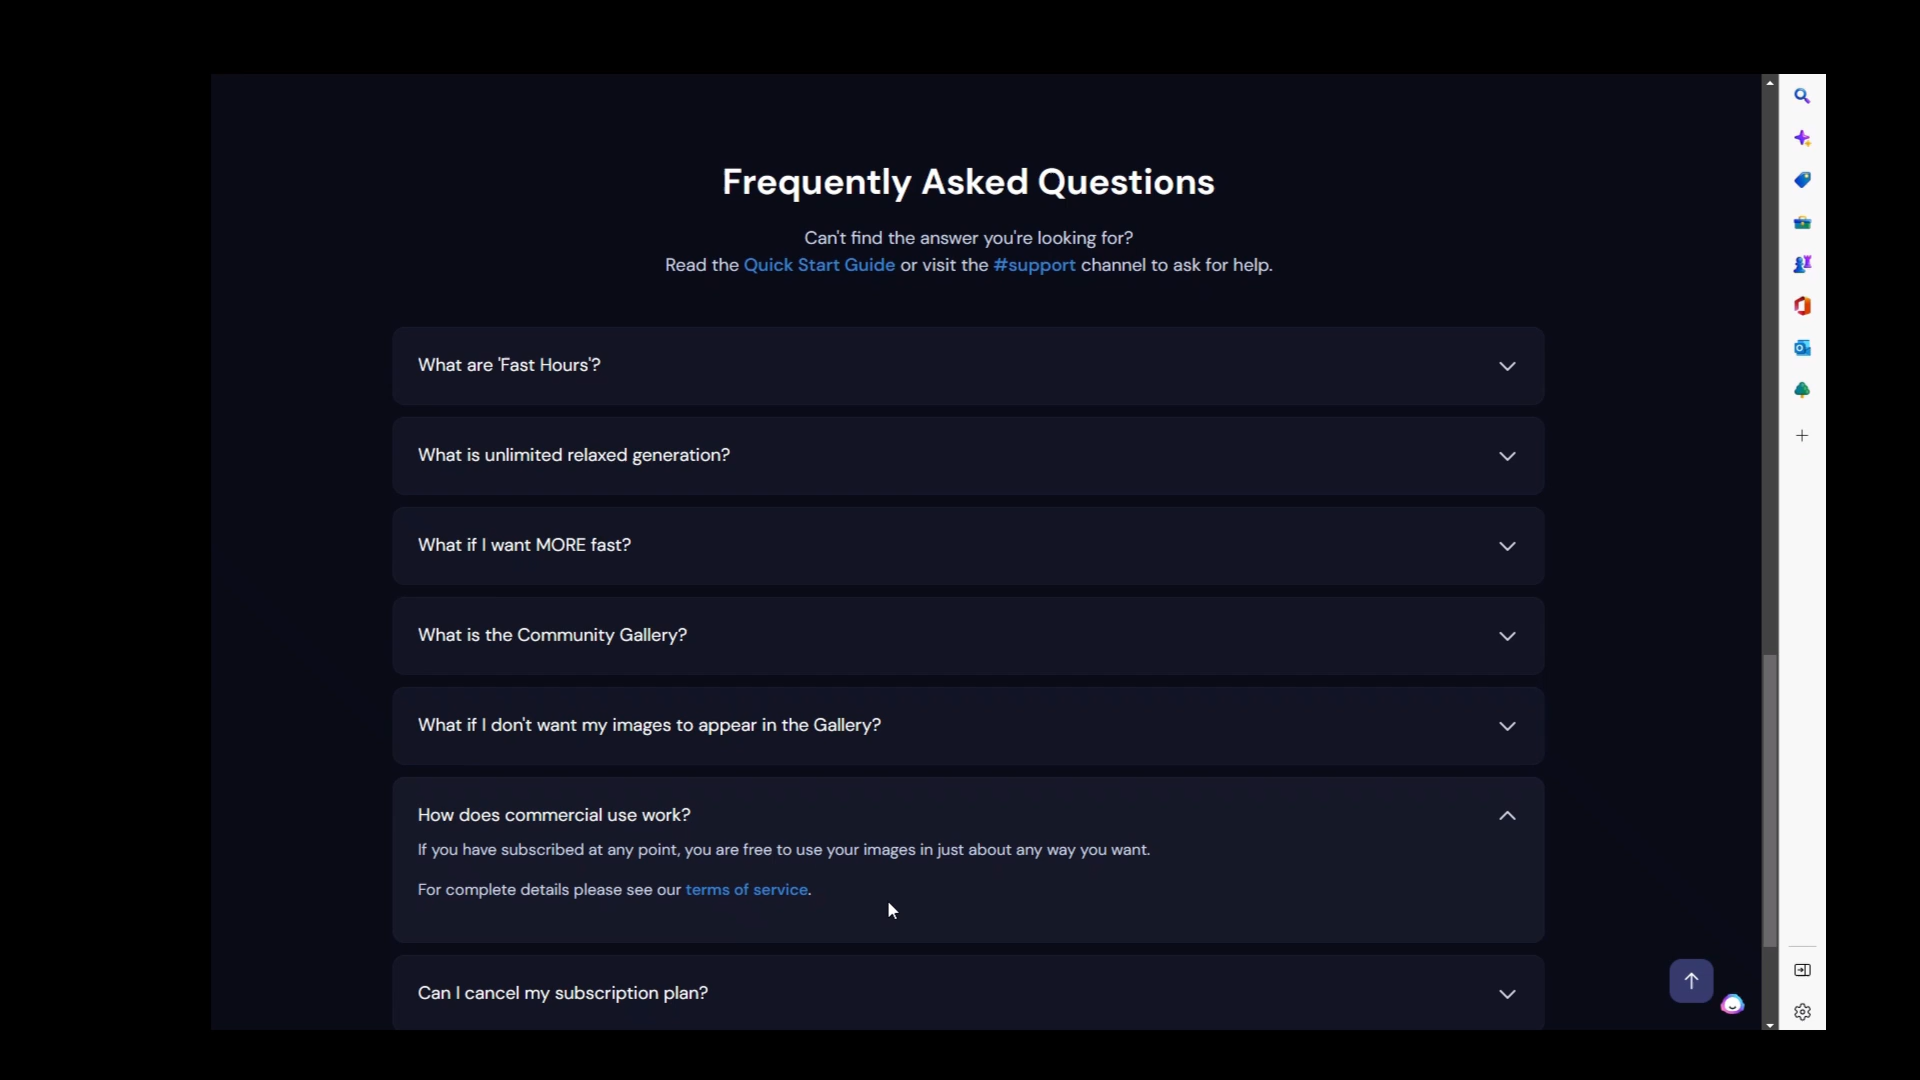 Frequently Asked Questions
Can't find the answer you're looking for?
Read the Quick Start Guide or visit the #support channel to ask for help.
What are 'Fast Hours'?
What is unlimited relaxed generation?
What if I want MORE fast?
What is the Community Gallery?
What if I don't want my images to appear in the Gallery?
How does commercial use work?
If you have subscribed at any point, you are free to use your images in just about any way you want.
For complete details please see our terms of service.
Can I cancel my subscription plan?